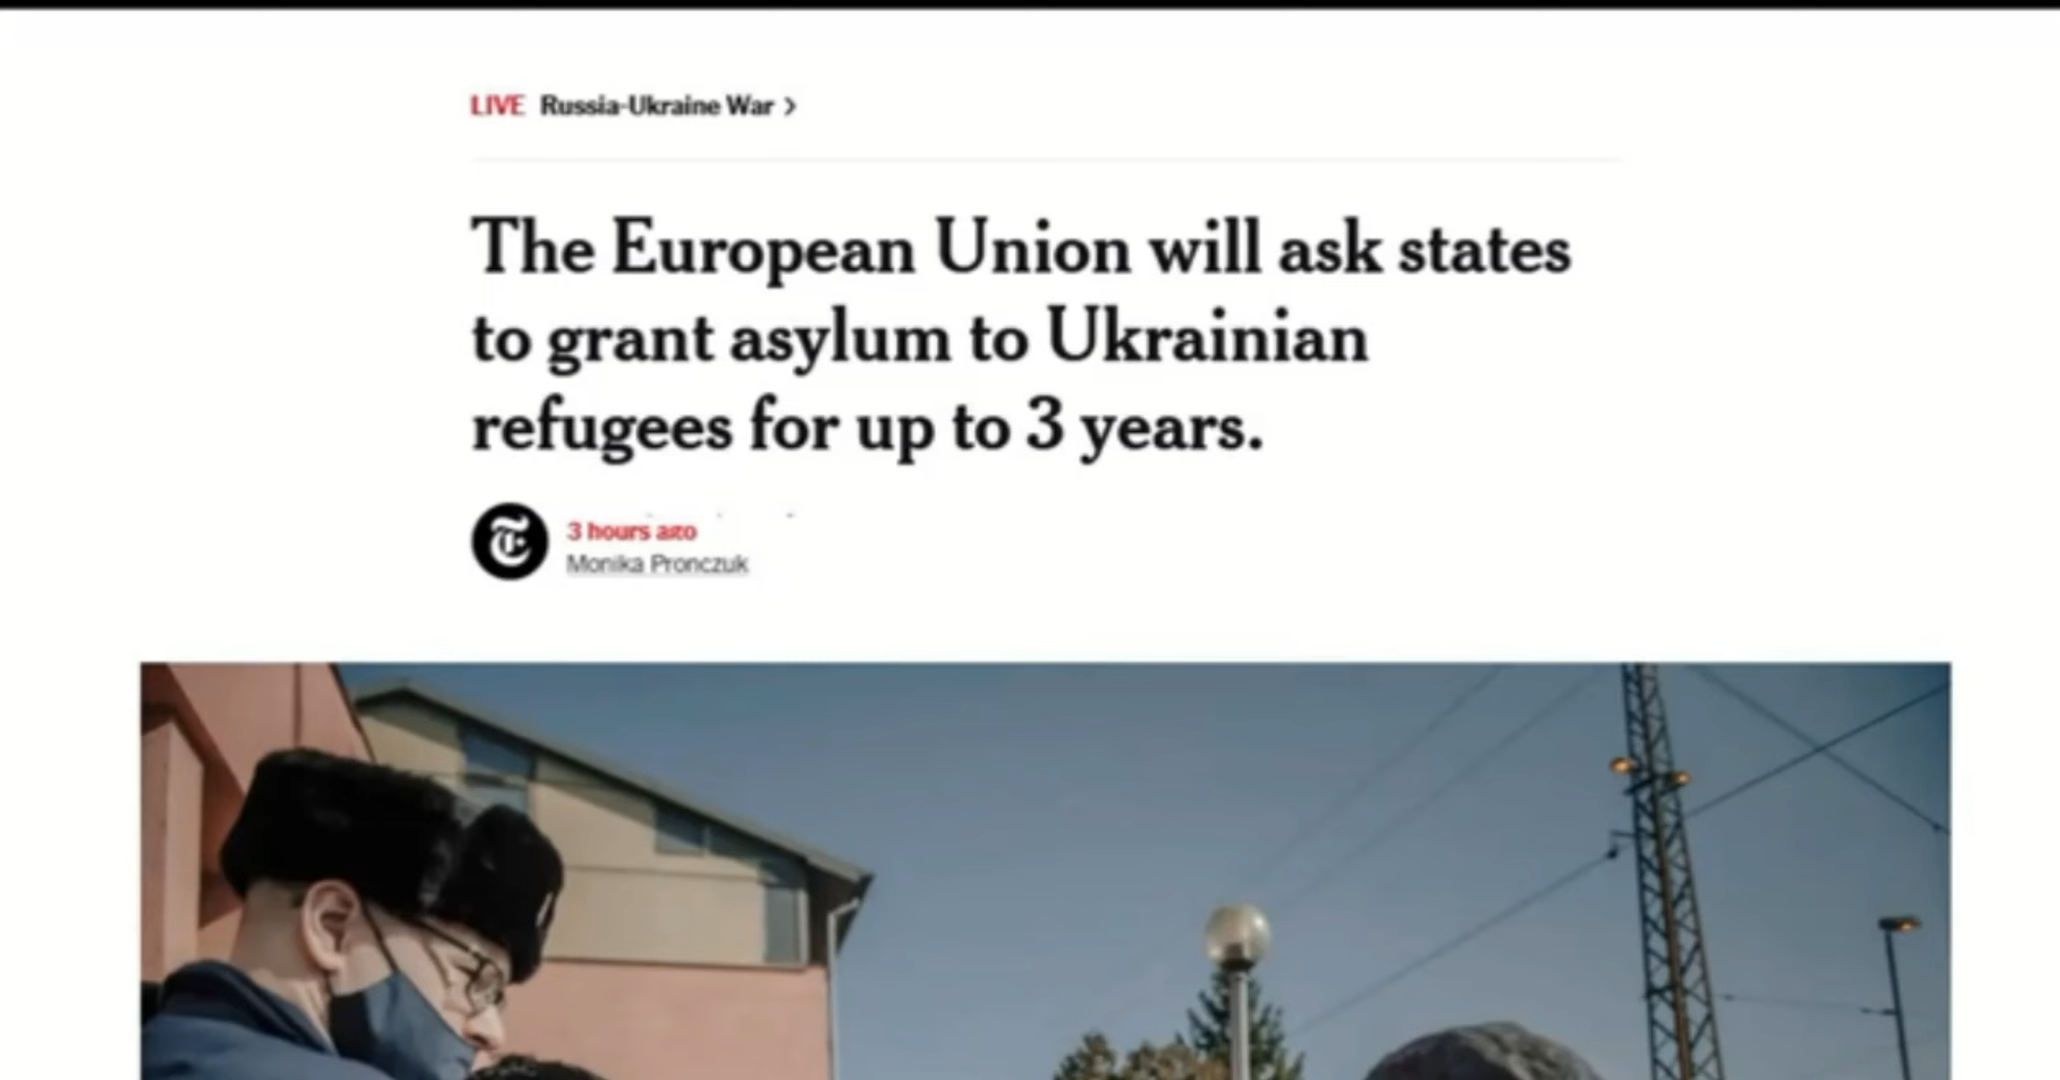 LIVE Russia-Ukraine War >
The European Union will ask states
to grant asylum to Ukrainian
refugees for up to 3 years.
3 hours ago
Monika Pronczuk